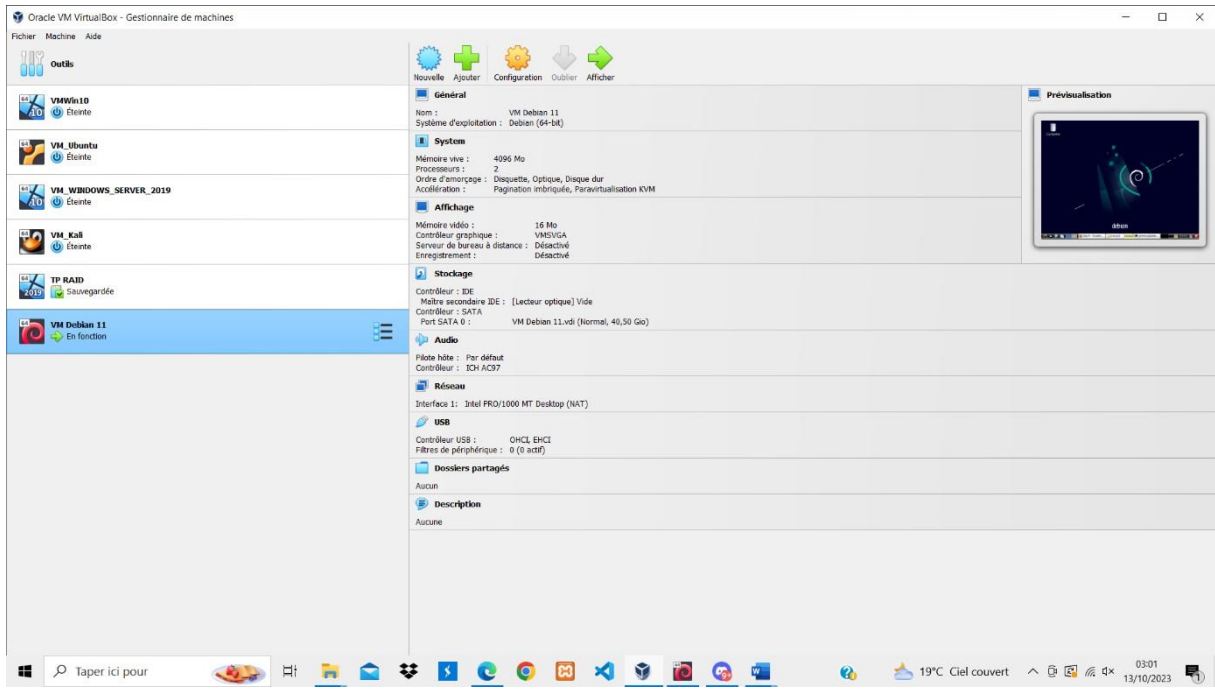 Oracle VM VirtualBox - Gestionnaire de machines
Fichier Machine Aide
Outils
VMWin10
Éteinte
VM_Ubuntu
Éteinte
VM_WINDOWS_SERVER_2019
Éteinte
VM_Kali
Éteinte
TP RAID
Sauvegardée
VM Debian 11
En fonction
Nouvelle Ajouter Configuration Oublier Afficher
Général
Nom : VM Debian 11
Système d'exploitation : Debian (64-bit)
System
Mémoire vive : 4096 Mo
Processeurs : 2
Ordre d'amorçage : Disquette, Optique, Disque dur
Accélération : Pagination imbriquée, Paravirtualisation KVM
Affichage
Mémoire vidéo : 16 Mo
Contrôleur graphique : VMSVGA
Serveur de bureau à distance : Désactivé
Enregistrement : Désactivé
Stockage
Contrôleur : IDE
Maître secondaire IDE : [Lecteur optique] Vide
Contrôleur : SATA
Port SATA 0 : VM Debian 11.vdi (Normal, 40,50 Gio)
Audio
Pilote hôte : Par défaut
Contrôleur : ICH AC97
Réseau
Interface 1: Intel PRO/1000 MT Desktop (NAT)
USB
Contrôleur USB : OHCI, EHCI
Filtres de périphérique : 0 (0 actif)
Dossiers partagés
Aucun
Description
Aucune
Prévisualisation
debian
Taper ici pour
19°C Ciel couvert
03:01
13/10/2023